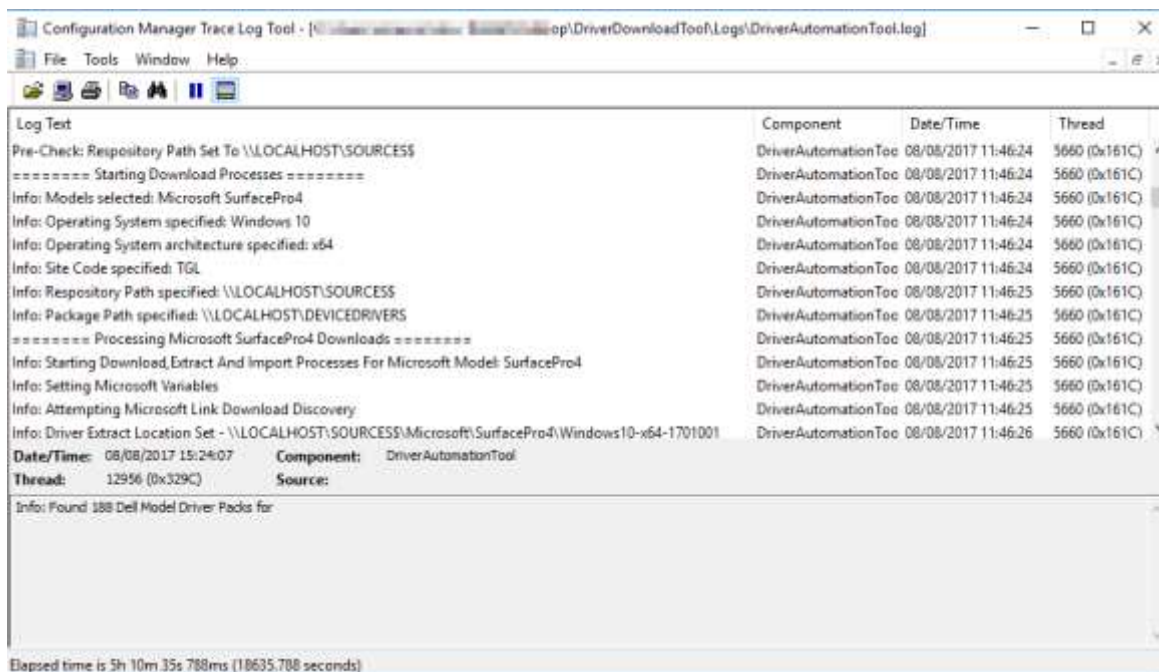 Configuration Manager Trace Log Tool - [ op\DriverDownloadTool\Logs\DriverAutomationTool.log]
File Tools Window Help
Log Text Component Date/Time Thread
Pre-Check: Respository Path Set To \\LOCALHOST\SOURCES$ DriverAutomationToo 08/08/2017 11:46:24 5660 (0x161C)
======== Starting Download Processes ======== DriverAutomationToo 08/08/2017 11:46:24 5660 (0x161C)
Info: Models selected: Microsoft SurfacePro4 DriverAutomationToo 08/08/2017 11:46:24 5660 (0x161C)
Info: Operating System specified: Windows 10 DriverAutomationToo 08/08/2017 11:46:24 5660 (0x161C)
Info: Operating System architecture specified: x64 DriverAutomationToo 08/08/2017 11:46:24 5660 (0x161C)
Info: Site Code specified: TGL DriverAutomationToo 08/08/2017 11:46:24 5660 (0x161C)
Info: Respository Path specified: \\LOCALHOST\SOURCES$ DriverAutomationToo 08/08/2017 11:46:25 5660 (0x161C)
Info: Package Path specified: \\LOCALHOST\DEVICEDRIVERS DriverAutomationToo 08/08/2017 11:46:25 5660 (0x161C)
======== Processing Microsoft SurfacePro4 Downloads ======== DriverAutomationToo 08/08/2017 11:46:25 5660 (0x161C)
Info: Starting Download,Extract And Import Processes For Microsoft Model: SurfacePro4 DriverAutomationToo 08/08/2017 11:46:25 5660 (0x161C)
Info: Setting Microsoft Variables DriverAutomationToo 08/08/2017 11:46:25 5660 (0x161C)
Info: Attempting Microsoft Link Download Discovery DriverAutomationToo 08/08/2017 11:46:25 5660 (0x161C)
Info: Driver Extract Location Set - \\LOCALHOST\SOURCES$\Microsoft\SurfacePro4\Windows10-x64-1701001 DriverAutomationToo 08/08/2017 11:46:26 5660 (0x161C)
Date/Time: 08/08/2017 15:24:07 Component: DriverAutomationTool
Thread: 12956 (0x329C) Source:
Info: Found 188 Dell Model Driver Packs for
Elapsed time is 5h 10m 35s 788ms (18635.788 seconds)